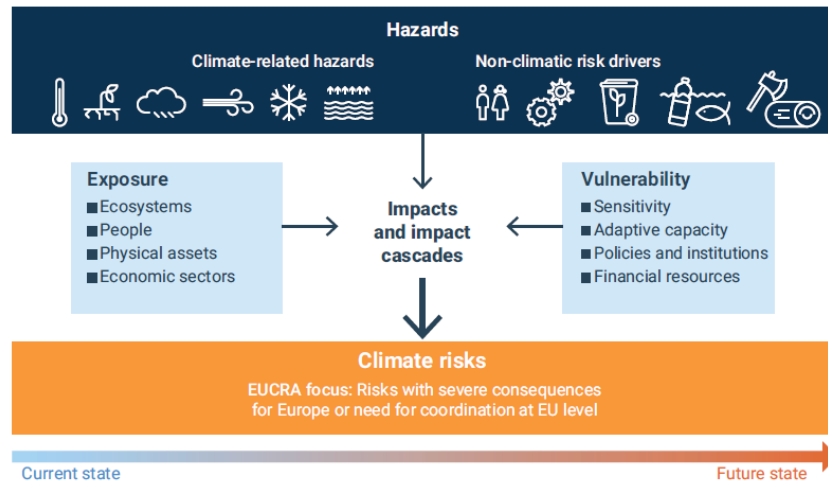 Hazards
Climate-related hazards
Non-climatic risk drivers
Exposure
■ Ecosystems
■ People
■ Physical assets
■ Economic sectors
Impacts
and impact
cascades
Vulnerability
■ Sensitivity
■ Adaptive capacity
■ Policies and institutions
■ Financial resources
Climate risks
EUCRA focus: Risks with severe consequences
for Europe or need for coordination at EU level
Current state
Future state